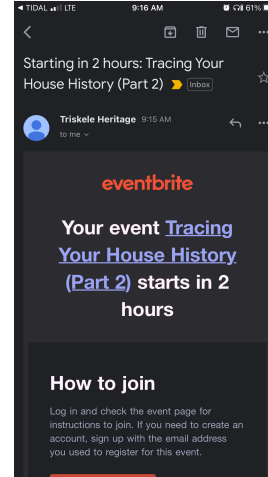 TIDAL LTE 9:16 AM 61%
Starting in 2 hours: Tracing Your
House History (Part 2) Inbox
Triskele Heritage 9:15 AM
to me
eventbrite
Your event Tracing
Your House History
(Part 2) starts in 2
hours
How to join
Log in and check the event page for
instructions to join. If you need to create an
account, sign up with the email address
you used to register for this event.